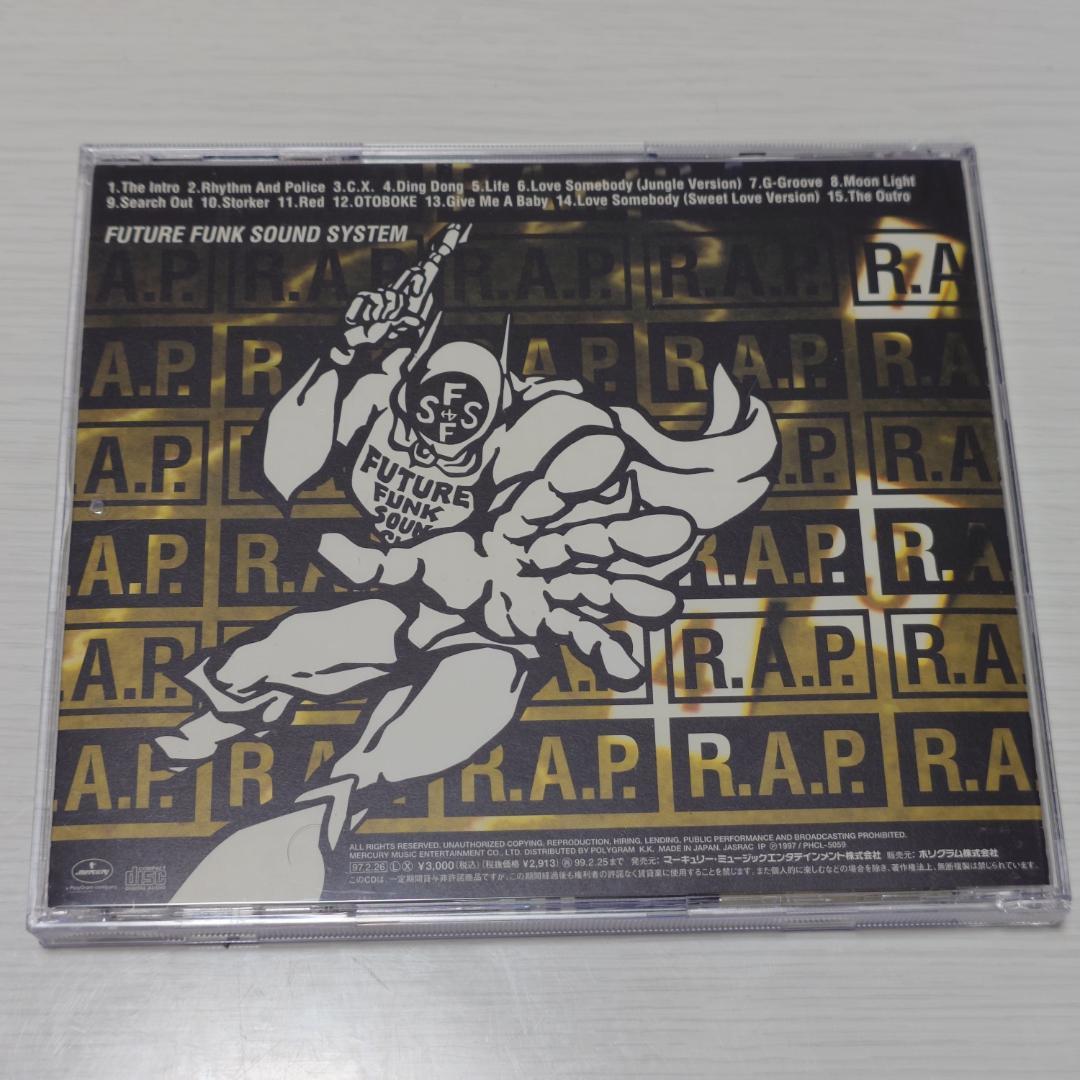 1.The Intro 2.Rhythm And Police 3.C.X. 4.Ding Dong 5.Life 6.Love Somebody (Jungle Version) 7.G-Groove 8.Moon Light
9.Search Out 10.Storker 11.Red 12.OTOBOKE 13.Give Me A Baby 14.Love Somebody (Sweet Love Version) 15.The Outro
FUTURE FUNK SOUND SYSTEM
A.P. R.A.P. R.A.P. R.A.P. R.A
A.P. R A.P. R.A.P. R.A
A.P. .P. R.A
R.A.P. R.A R.A.P. R.A
.A.P. A. R.A.P. R.A
A.P. R.A R.A.P. R.A.P. R.A
F
S S
F
FUTURE
FUNK
SOUN
ALL RIGHTS RESERVED. UNAUTHORIZED COPYING, REPRODUCTION, HIRING, LENDING, PUBLIC PERFORMANCE AND BROADCASTING PROHIBITED.
MERCURY MUSIC ENTERTAINMENT CO., LTD. DISTRIBUTED BY POLYGRAM K.K. MADE IN JAPAN. JASRAC IP Ⓟ1997 / PHCL-5059
97.2.26 Ⓛ Ⓧ ¥3,000(税込)(税抜価格 ¥2,913) 99.2.25まで 発売元:マーキュリー・ミュージックエンタテインメント株式会社 販売元:ポリグラム株式会社
このCDは、一定期間貸与非許諾商品ですが、この期間経過後も権利者の許諾なく賃貸業に使用することを禁じます。また個人的に楽しむなどの場合を除き、著作権法上、無断複製は禁じられています。
MERCURY
a PolyGram company
COMPACT
disc
DIGITAL AUDIO